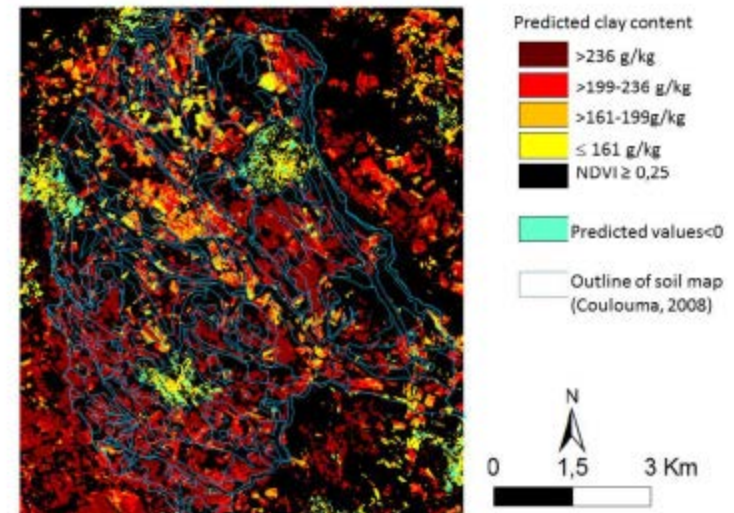 Predicted clay content
>236 g/kg
>199-236 g/kg
>161-199g/kg
≤ 161 g/kg
NDVI ≥ 0,25
Predicted values<0
Outline of soil map
(Coulouma, 2008)
N
0 1,5 3 Km